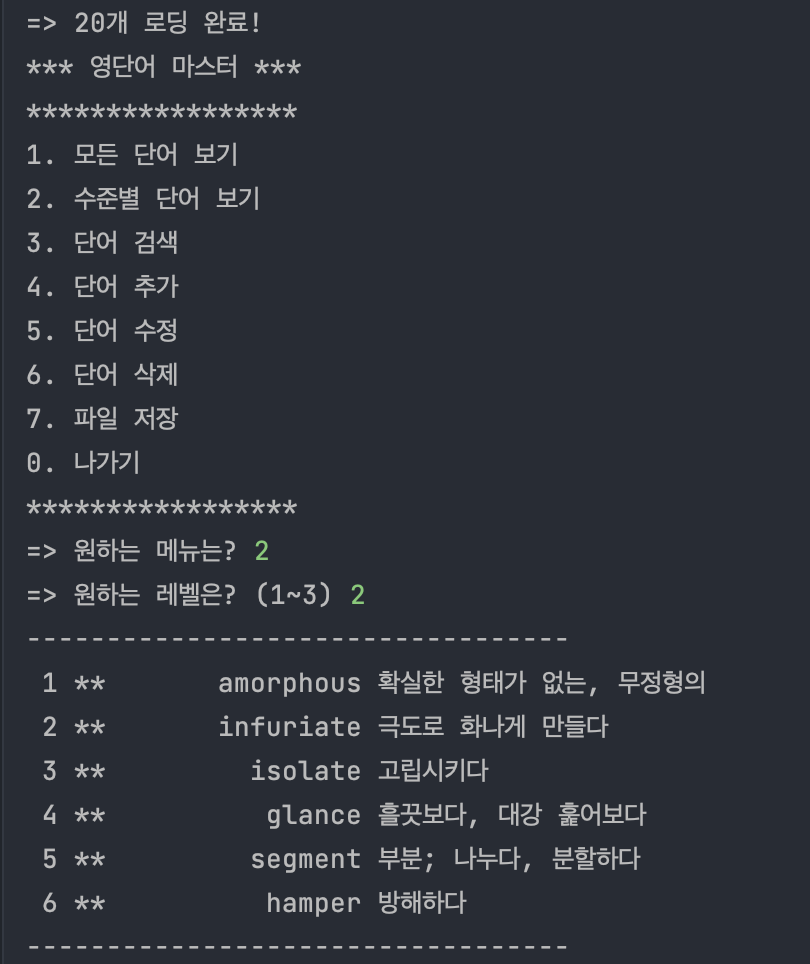 => 20개 로딩 완료!
*** 영단어 마스터 ***
*****************
1. 모든 단어 보기
2. 수준별 단어 보기
3. 단어 검색
4. 단어 추가
5. 단어 수정
6. 단어 삭제
7. 파일 저장
0. 나가기
*****************
=> 원하는 메뉴는? 2
=> 원하는 레벨은? (1~3) 2
----------------------------------
1 ** amorphous 확실한 형태가 없는, 무정형의
2 ** infuriate 극도로 화나게 만들다
3 ** isolate 고립시키다
4 ** glance 흘끗보다, 대강 훑어보다
5 ** segment 부분; 나누다, 분할하다
6 ** hamper 방해하다
----------------------------------